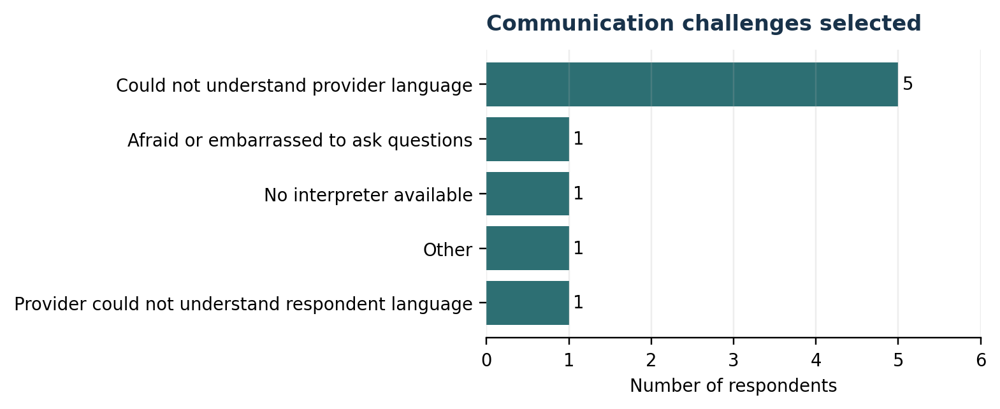 Communication challenges selected
Could not understand provider language
5
Afraid or embarrassed to ask questions
1
No interpreter available
1
Other
1
Provider could not understand respondent language
1
0 1 2 3 4 5 6
Number of respondents